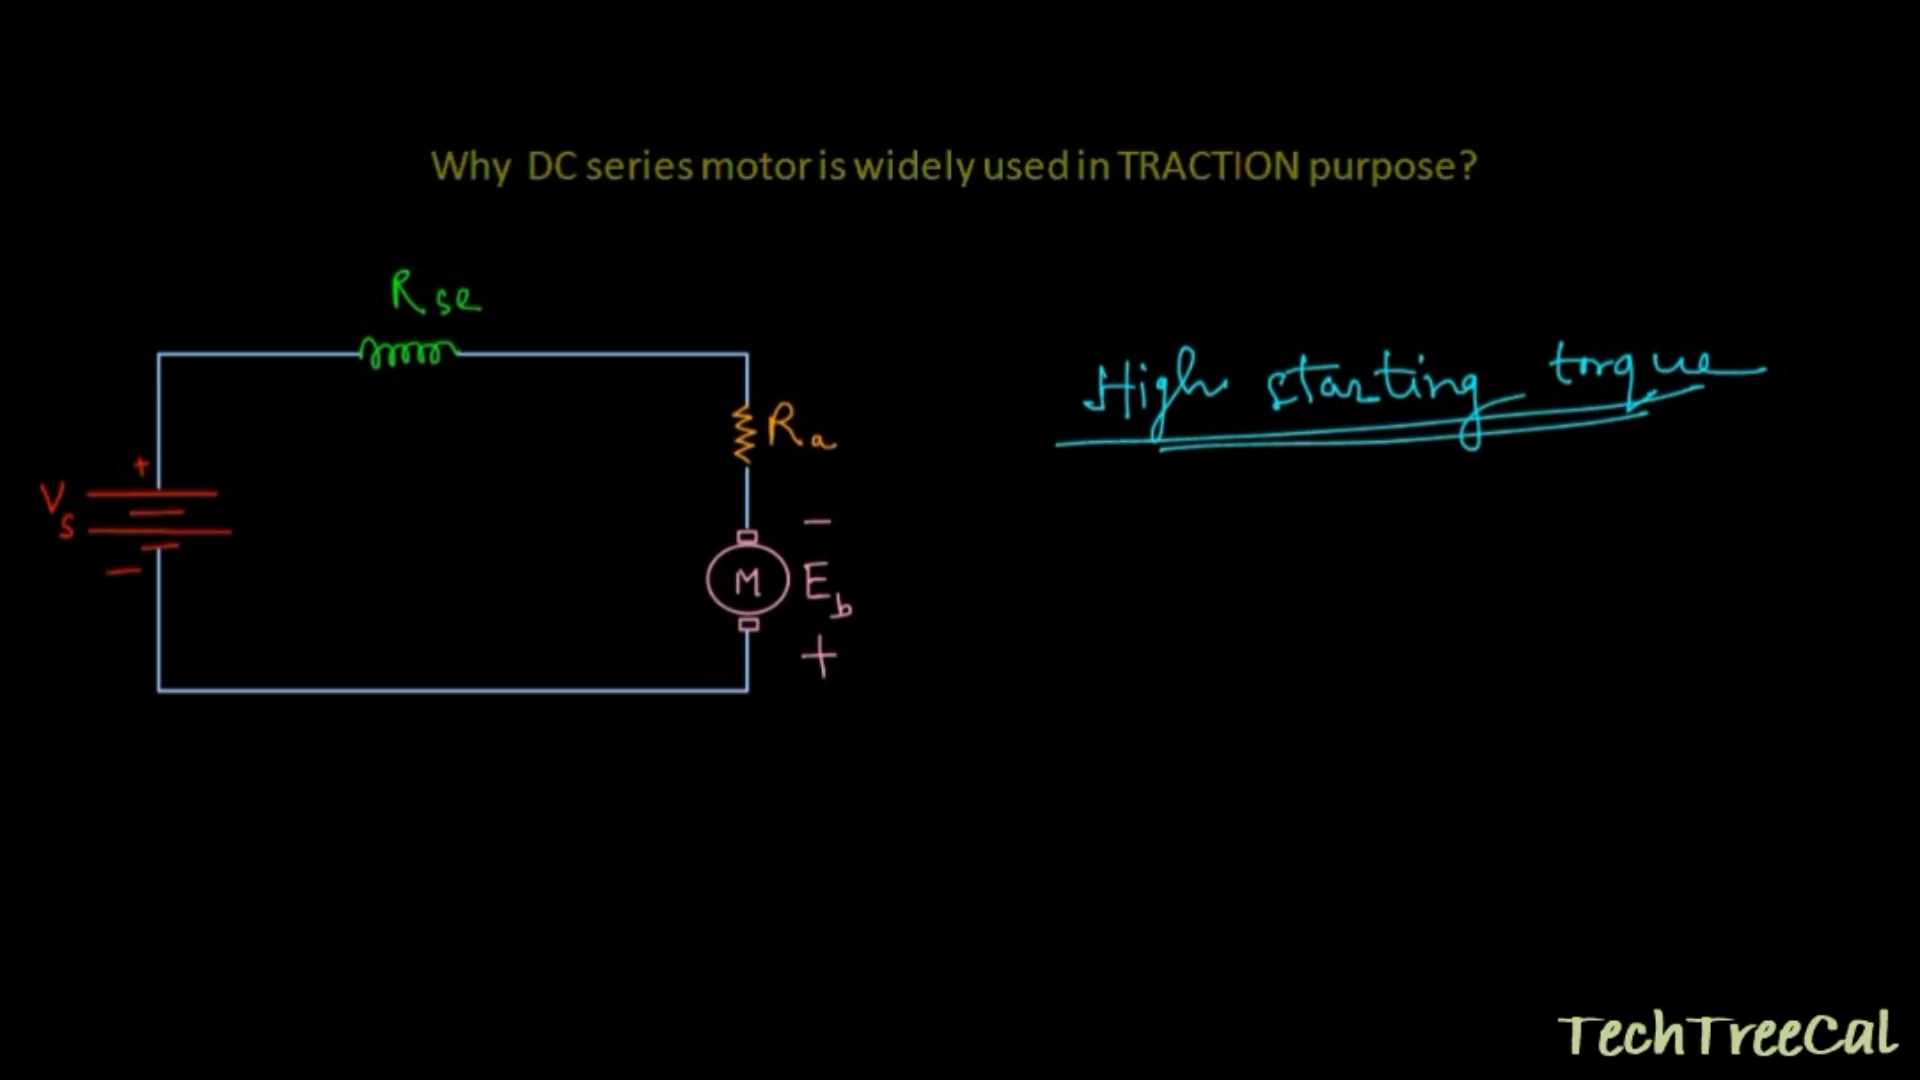 Why DC series motor is widely used in TRACTION purpose?
Rse
High starting torque
Ra
+
Vs
−
−
M Eb
+
TechTreeCal